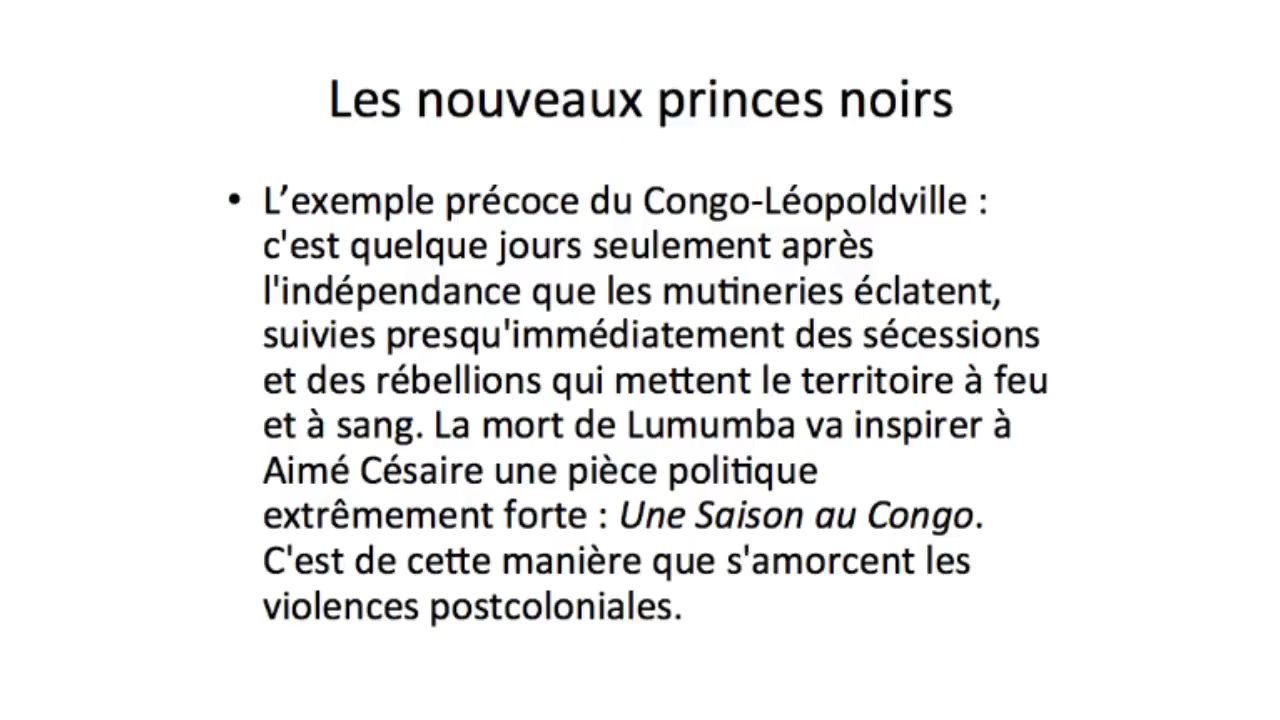 Les nouveaux princes noirs
• L’exemple précoce du Congo-Léopoldville :
c'est quelque jours seulement après
l'indépendance que les mutineries éclatent,
suivies presqu'immédiatement des sécessions
et des rébellions qui mettent le territoire à feu
et à sang. La mort de Lumumba va inspirer à
Aimé Césaire une pièce politique
extrêmement forte : Une Saison au Congo.
C'est de cette manière que s'amorcent les
violences postcoloniales.